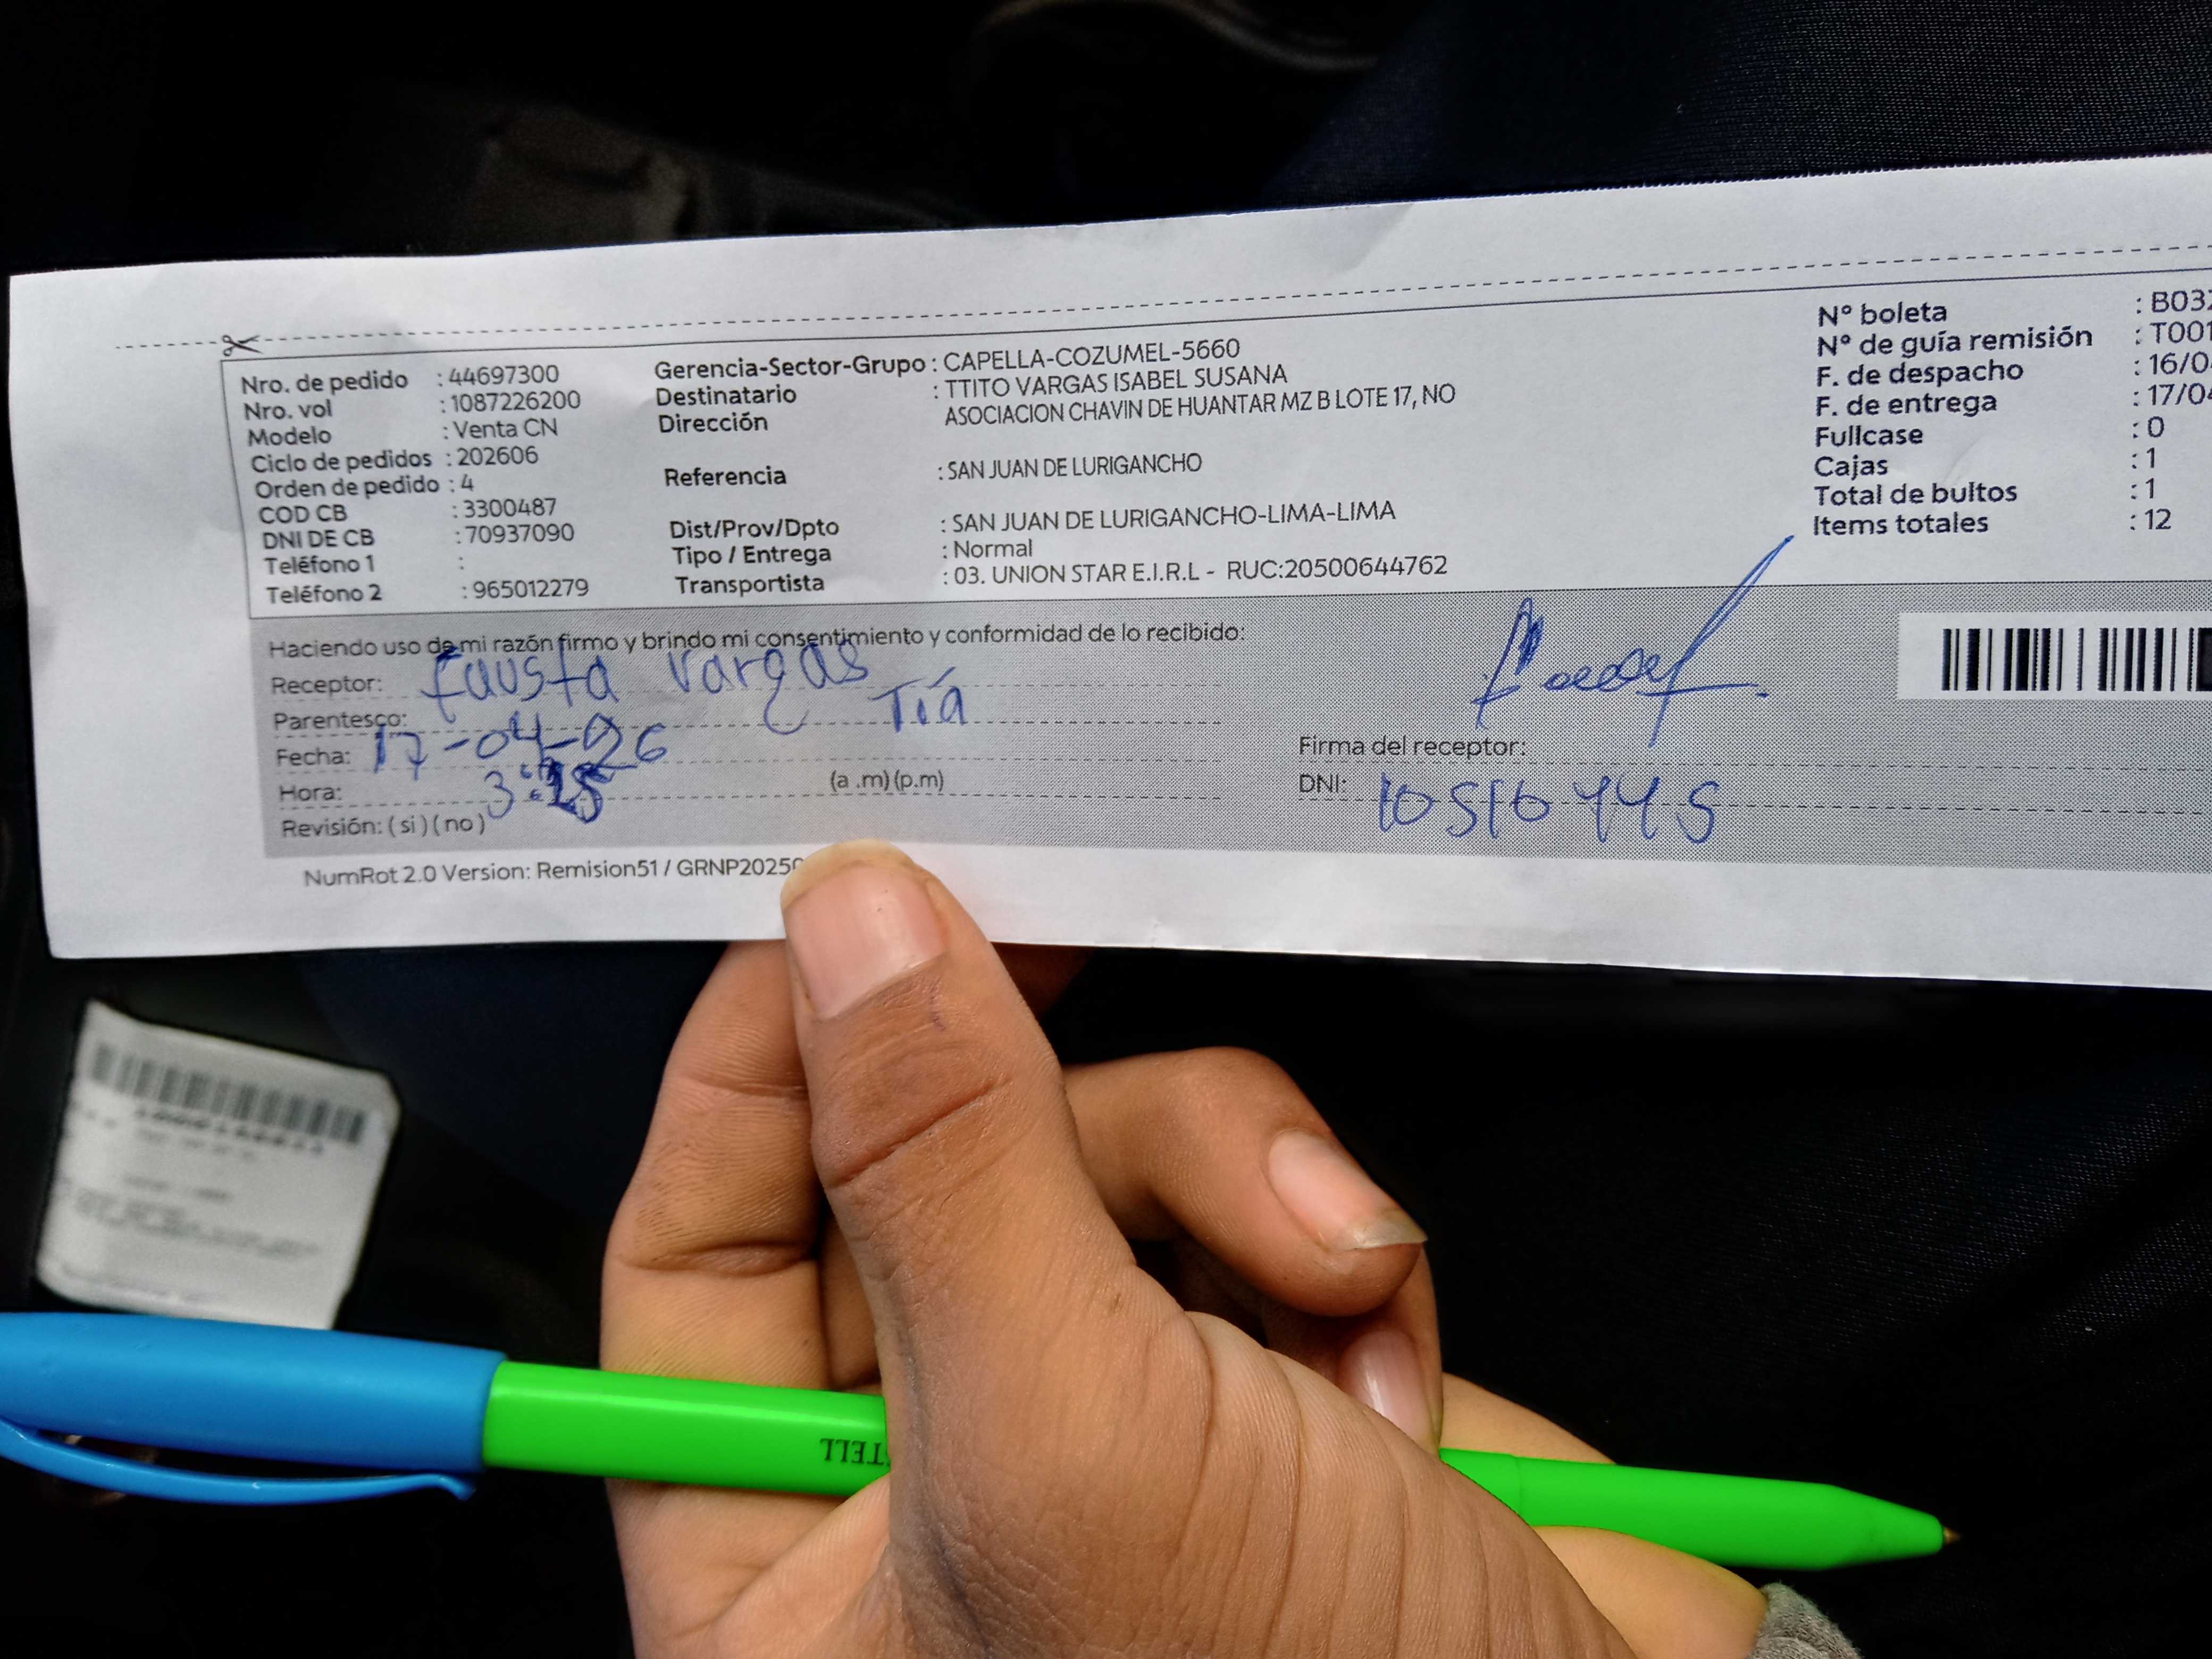 Nro. de pedido : 44697300
Nro. vol : 1087226200
Modelo : Venta CN
Ciclo de pedidos : 202606
Orden de pedido : 4
COD CB : 3300487
DNI DE CB : 70937090
Teléfono 1 :
Teléfono 2 : 965012279
Gerencia-Sector-Grupo : CAPELLA-COZUMEL-5660
Destinatario : TTITO VARGAS ISABEL SUSANA
Dirección ASOCIACION CHAVIN DE HUANTAR MZ B LOTE 17, NO
Referencia : SAN JUAN DE LURIGANCHO
Dist/Prov/Dpto : SAN JUAN DE LURIGANCHO-LIMA-LIMA
Tipo / Entrega : Normal
Transportista : 03. UNION STAR E.I.R.L - RUC:20500644762
Nº boleta : B03
Nº de guía remisión : T001
F. de despacho : 16/0
F. de entrega : 17/04
Fullcase : 0
Cajas : 1
Total de bultos : 1
Items totales : 12
Haciendo uso de mi razón firmo y brindo mi consentimiento y conformidad de lo recibido:
Receptor: Fausta Vargas
Parentesco: Tía
Fecha: 17-04-26
Hora: 3: (a .m) (p.m)
Revisión: ( si ) ( no )
Firma del receptor:
DNI: 10516445
NumRot 2.0 Version: Remision51 / GRNP2025
TELL